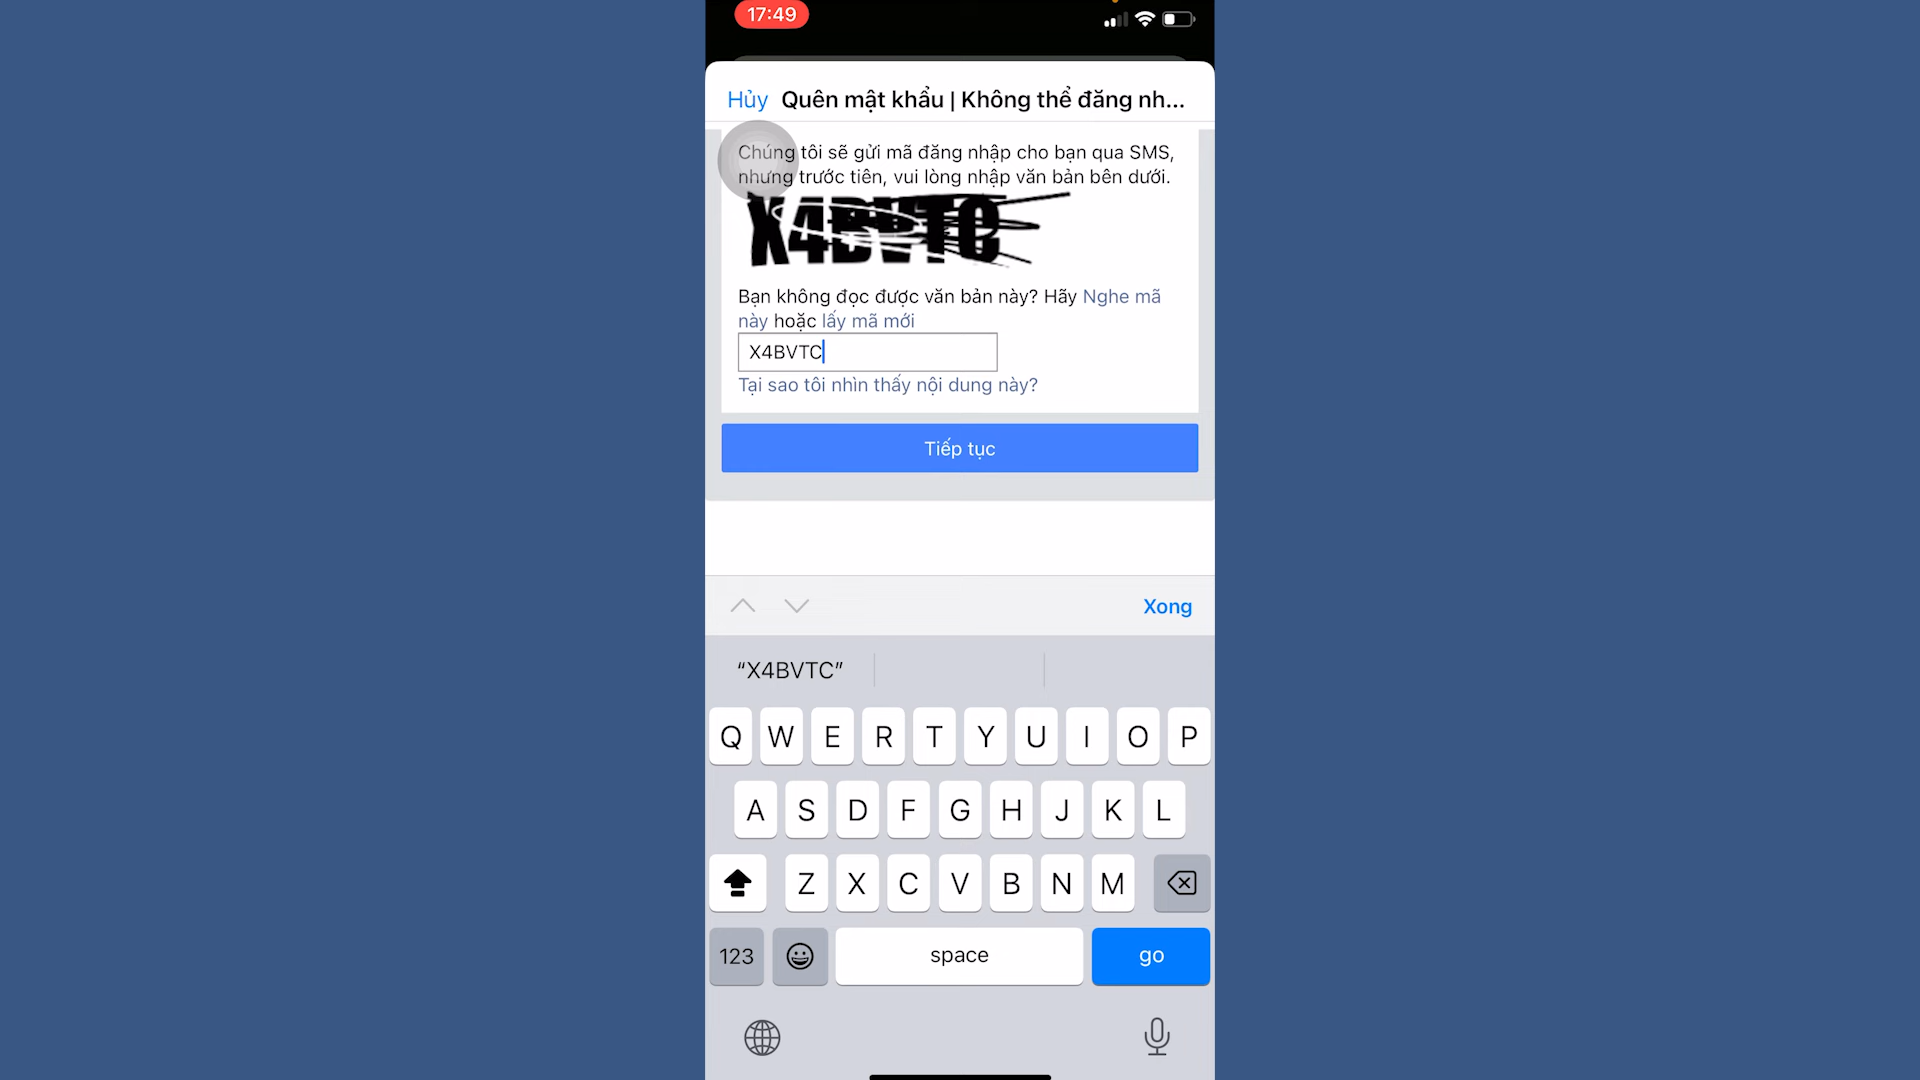 17:49
Hủy Quên mật khẩu | Không thể đăng nh...
Chúng tôi sẽ gửi mã đăng nhập cho bạn qua SMS,
nhưng trước tiên, vui lòng nhập văn bản bên dưới.
X4BVTC
Bạn không đọc được văn bản này? Hãy Nghe mã
này hoặc lấy mã mới
X4BVTC
Tại sao tôi nhìn thấy nội dung này?
Tiếp tục
Xong
“X4BVTC”
Q W E R T Y U I O P
A S D F G H J K L
Z X C V B N M
123 space go